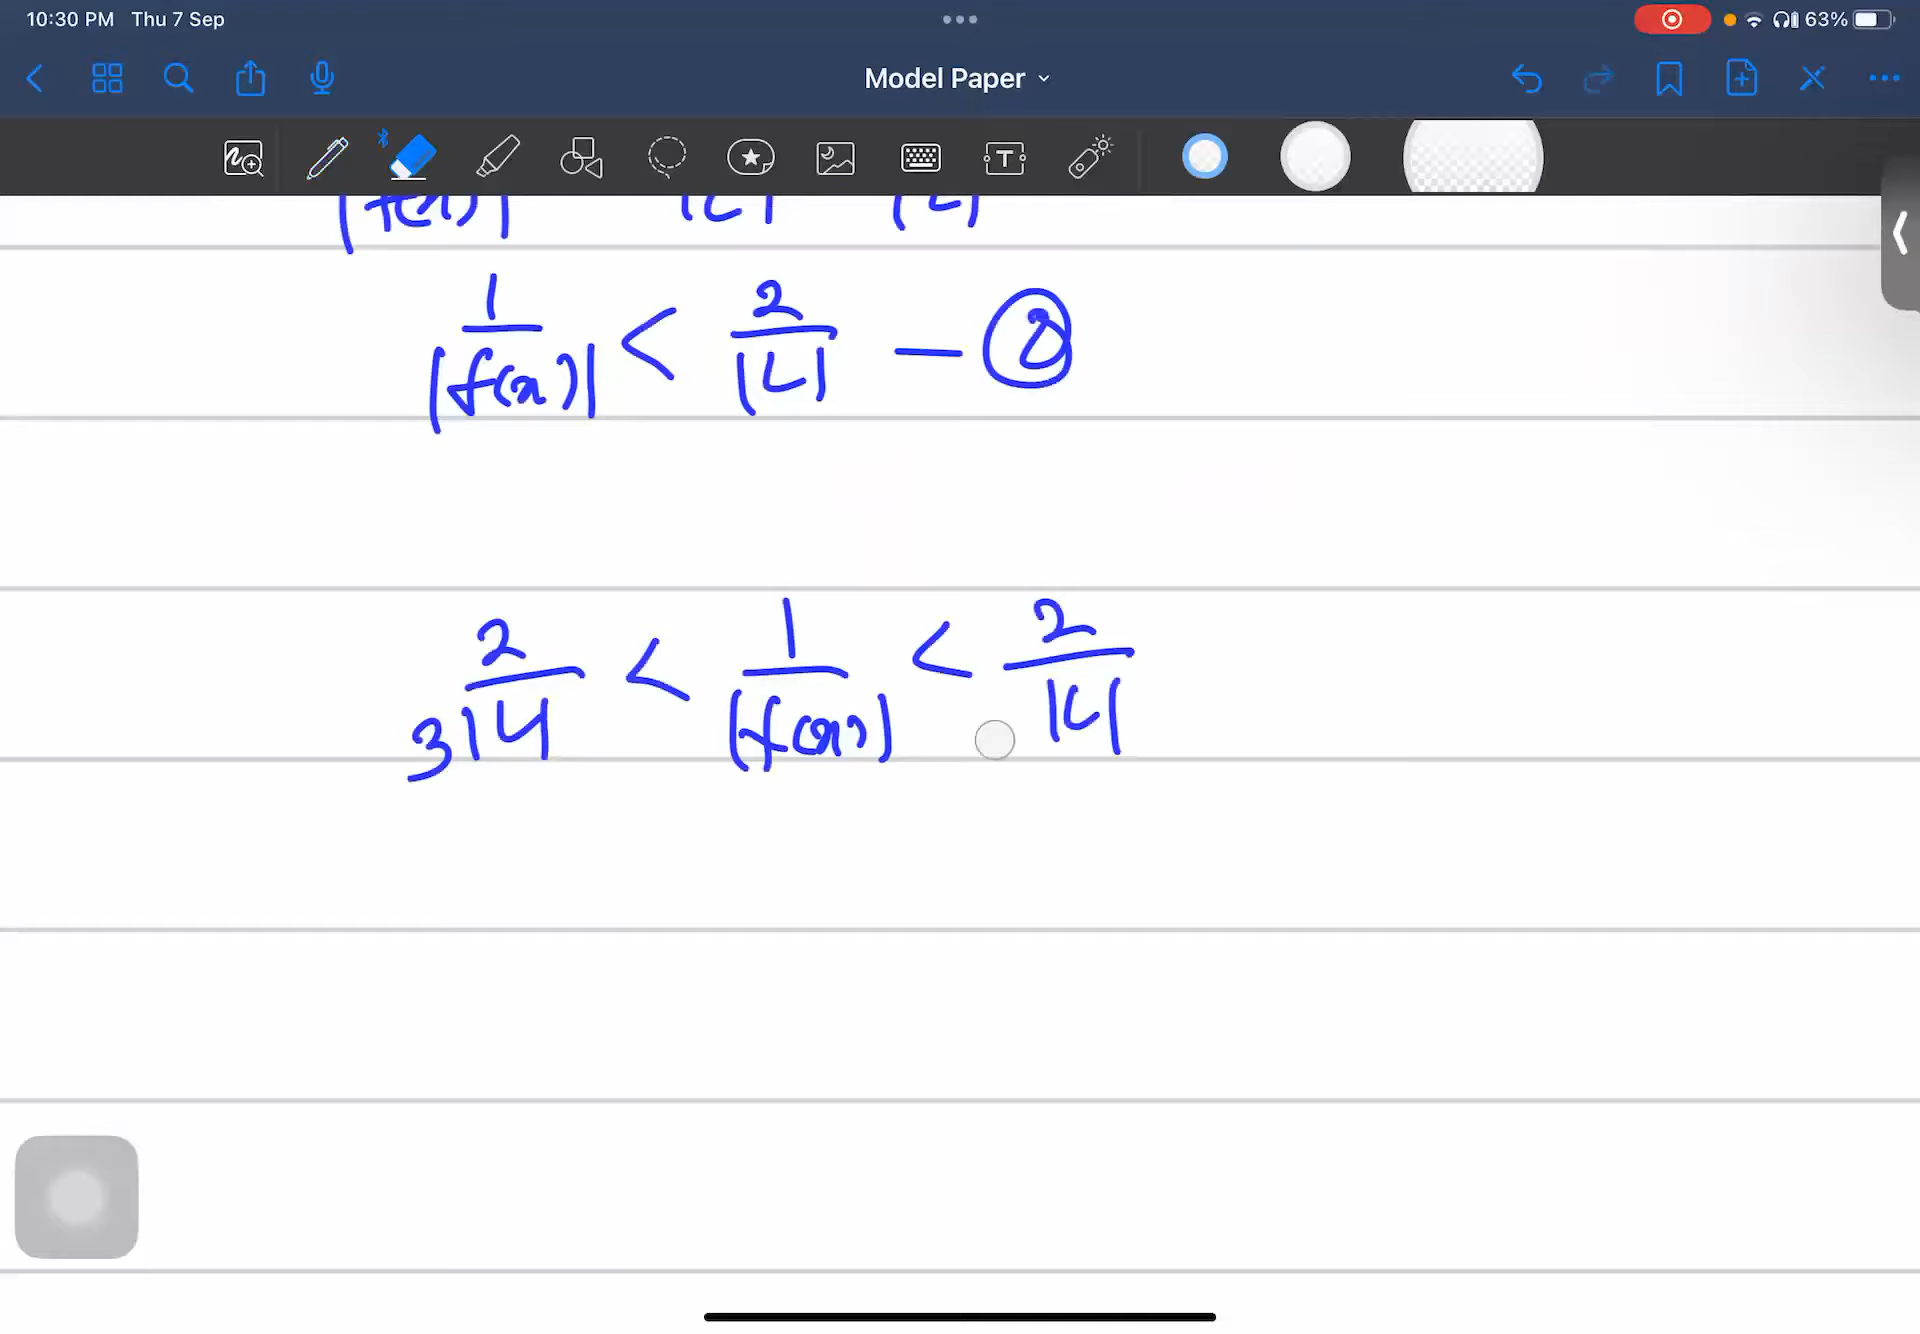 10:30 PM Thu 7 Sep 63%
Model Paper
|f(x)| |L| |L|
1/|f(x)| < 2/|L| — ②
2/3|L| < 1/|f(x)| < 2/|L|